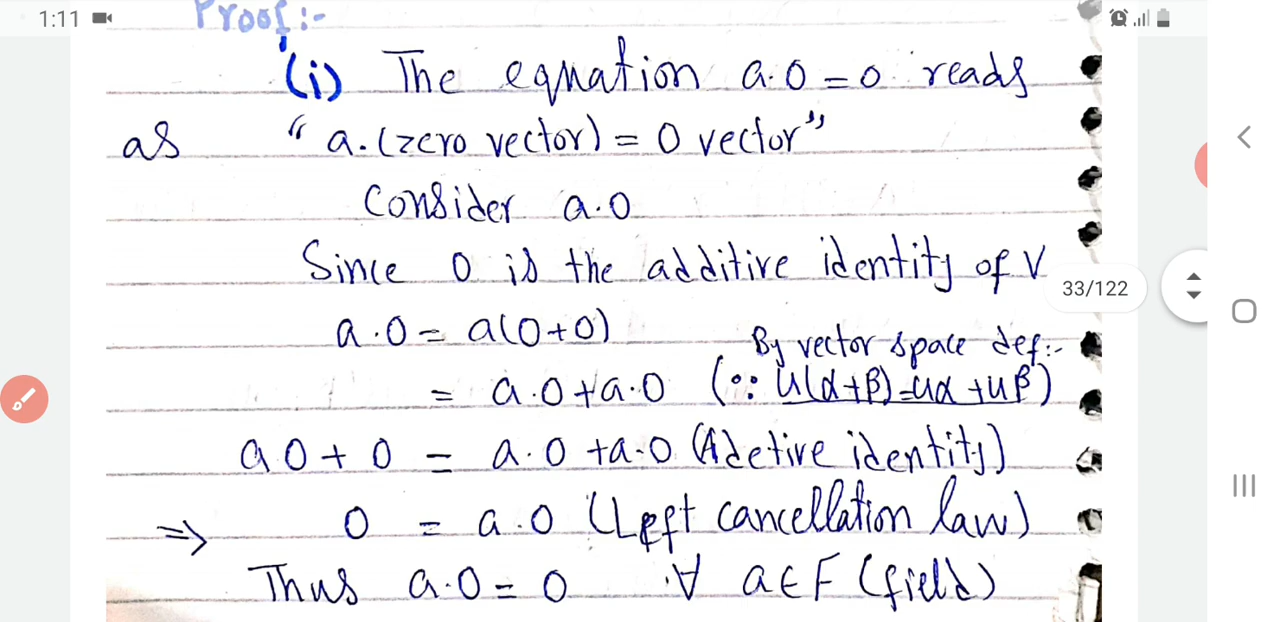 1:11
Proof:-
(i) The equation a.0 = 0 reads
as " a.(zero vector) = 0 vector"
Consider a.0
Since 0 is the additive identity of V
33/122
a.0 = a(0+0)
By vector space def:-
= a.0+a.0 (∵ u(α+β)=uα+uβ)
a0+0 = a.0+a.0 (Adetive identity)
⇒ 0 = a.0 (Left cancellation law)
Thus a.0 = 0 ∀ a∈F (field)